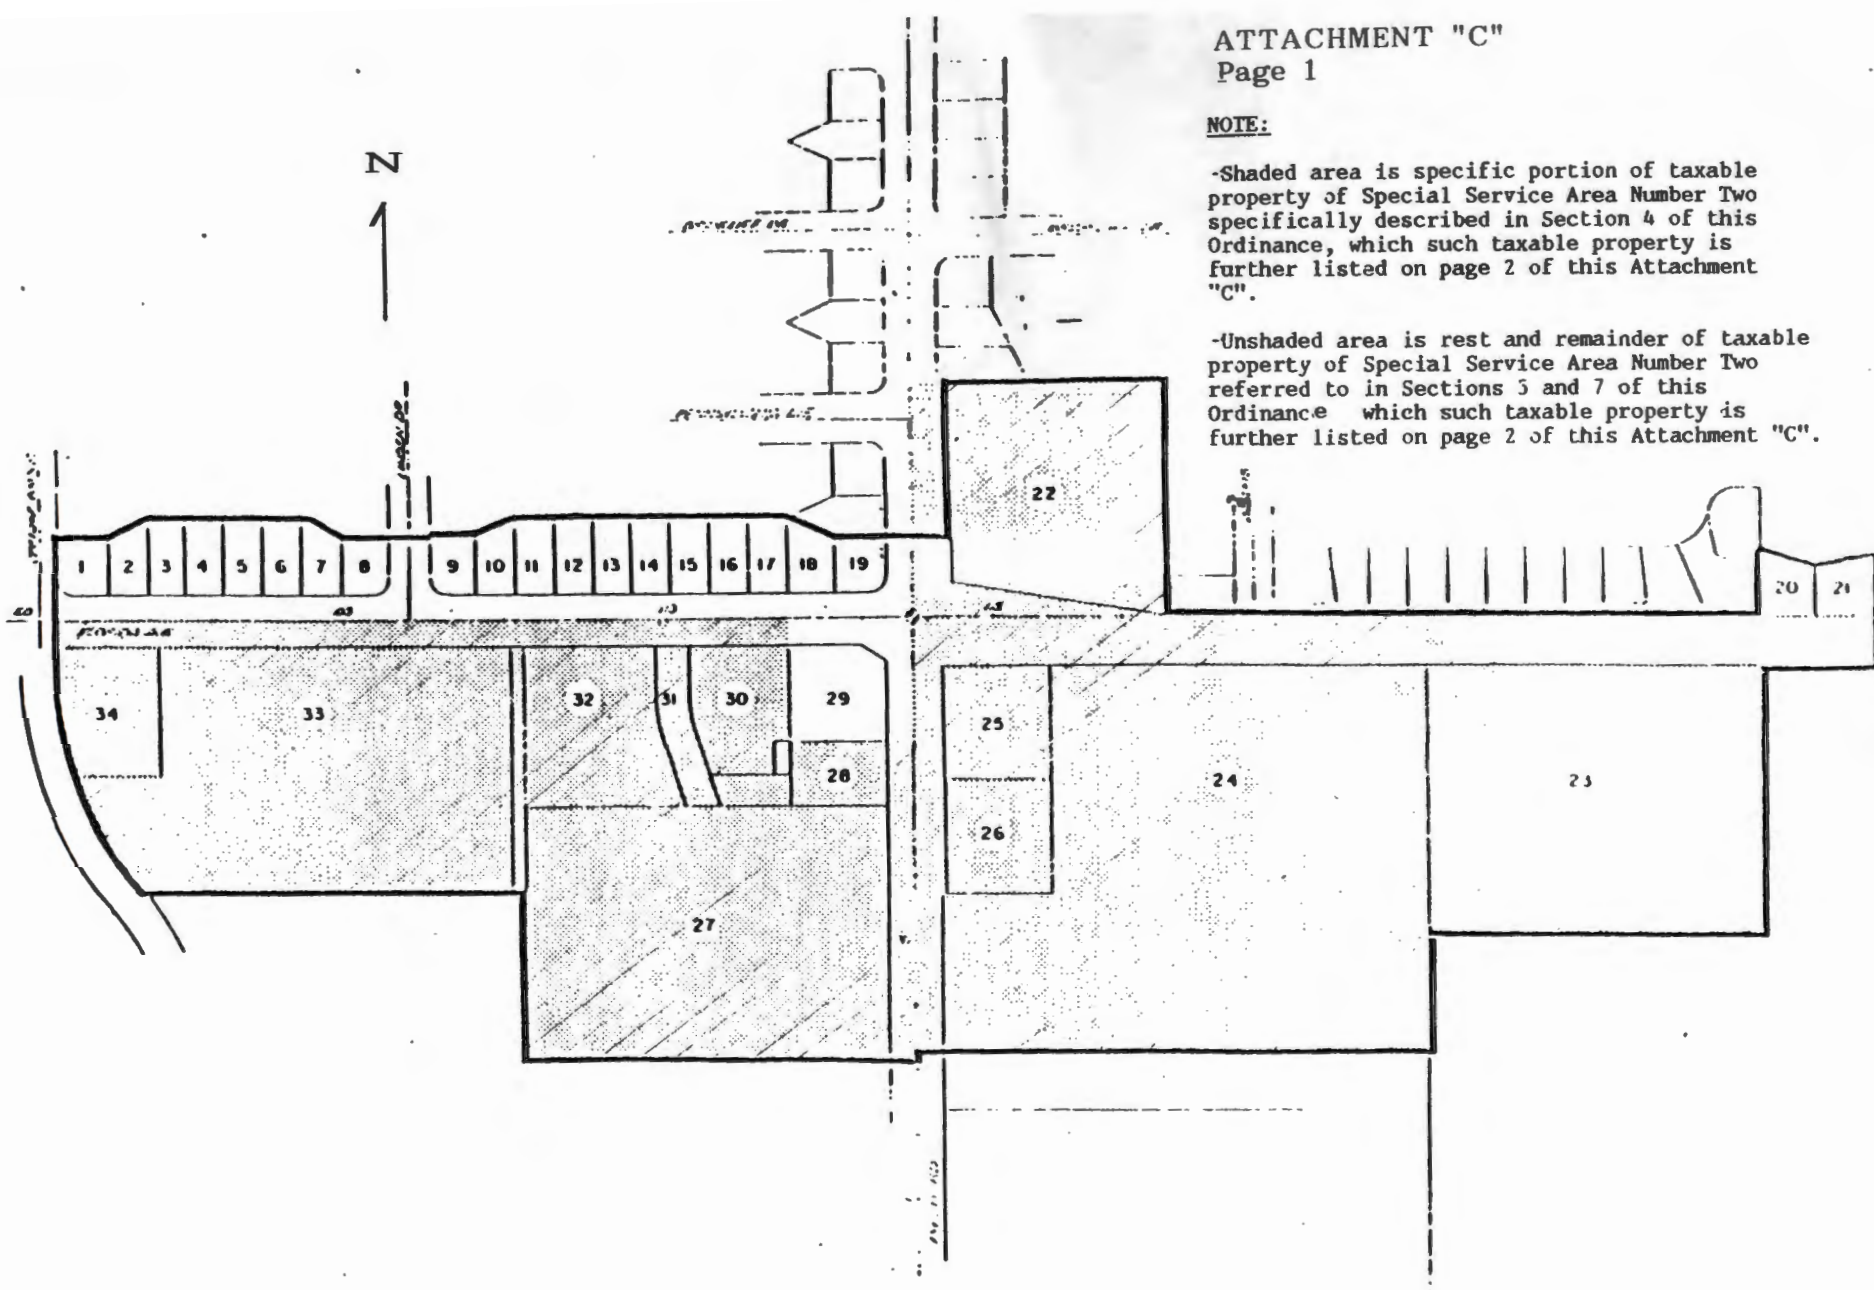 ATTACHMENT "C"
Page 1
NOTE:
-Shaded area is specific portion of taxable
property of Special Service Area Number Two
specifically described in Section 4 of this
Ordinance, which such taxable property is
further listed on page 2 of this Attachment
"C".
-Unshaded area is rest and remainder of taxable
property of Special Service Area Number Two
referred to in Sections 5 and 7 of this
Ordinance which such taxable property is
further listed on page 2 of this Attachment "C".
N
22
1 2 3 4 5 6 7 8 9 10 11 12 13 14 15 16 17 18 19
20 21
34 33 32 31 30 29
28
25
24 23
26
27